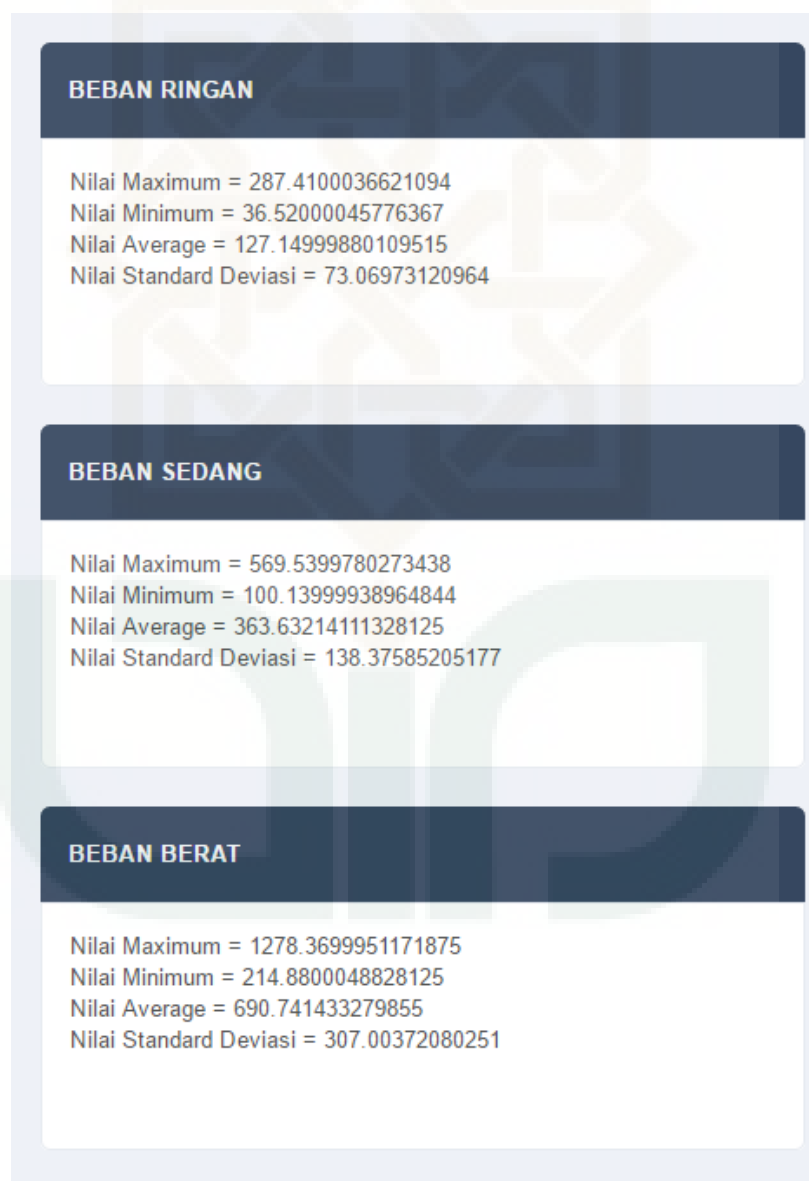 BEBAN RINGAN
Nilai Maximum = 287.4100036621094
Nilai Minimum = 36.52000045776367
Nilai Average = 127.14999880109515
Nilai Standard Deviasi = 73.06973120964
BEBAN SEDANG
Nilai Maximum = 569.5399780273438
Nilai Minimum = 100.13999938964844
Nilai Average = 363.63214111328125
Nilai Standard Deviasi = 138.37585205177
BEBAN BERAT
Nilai Maximum = 1278.3699951171875
Nilai Minimum = 214.8800048828125
Nilai Average = 690.741433279855
Nilai Standard Deviasi = 307.00372080251